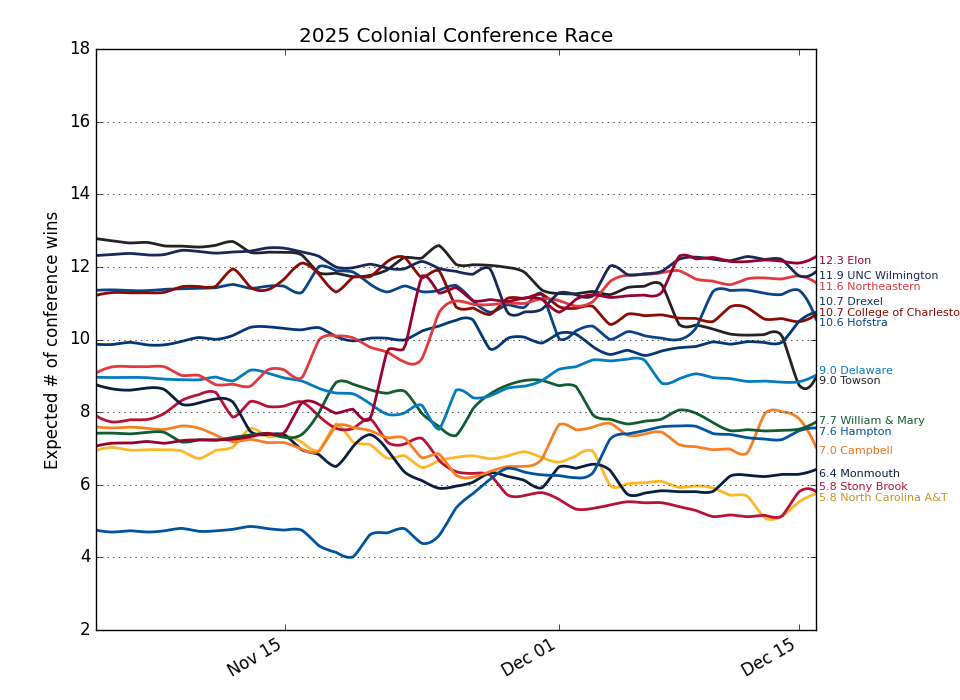 2025 Colonial Conference Race
Expected # of conference wins
18
16
14
12
10
8
6
4
2
Nov 15
Dec 01
Dec 15
12.3 Elon
11.9 UNC Wilmington
11.6 Northeastern
10.7 Drexel
10.7 College of Charlesto
10.6 Hofstra
9.0 Delaware
9.0 Towson
7.7 William & Mary
7.6 Hampton
7.0 Campbell
6.4 Monmouth
5.8 Stony Brook
5.8 North Carolina A&T